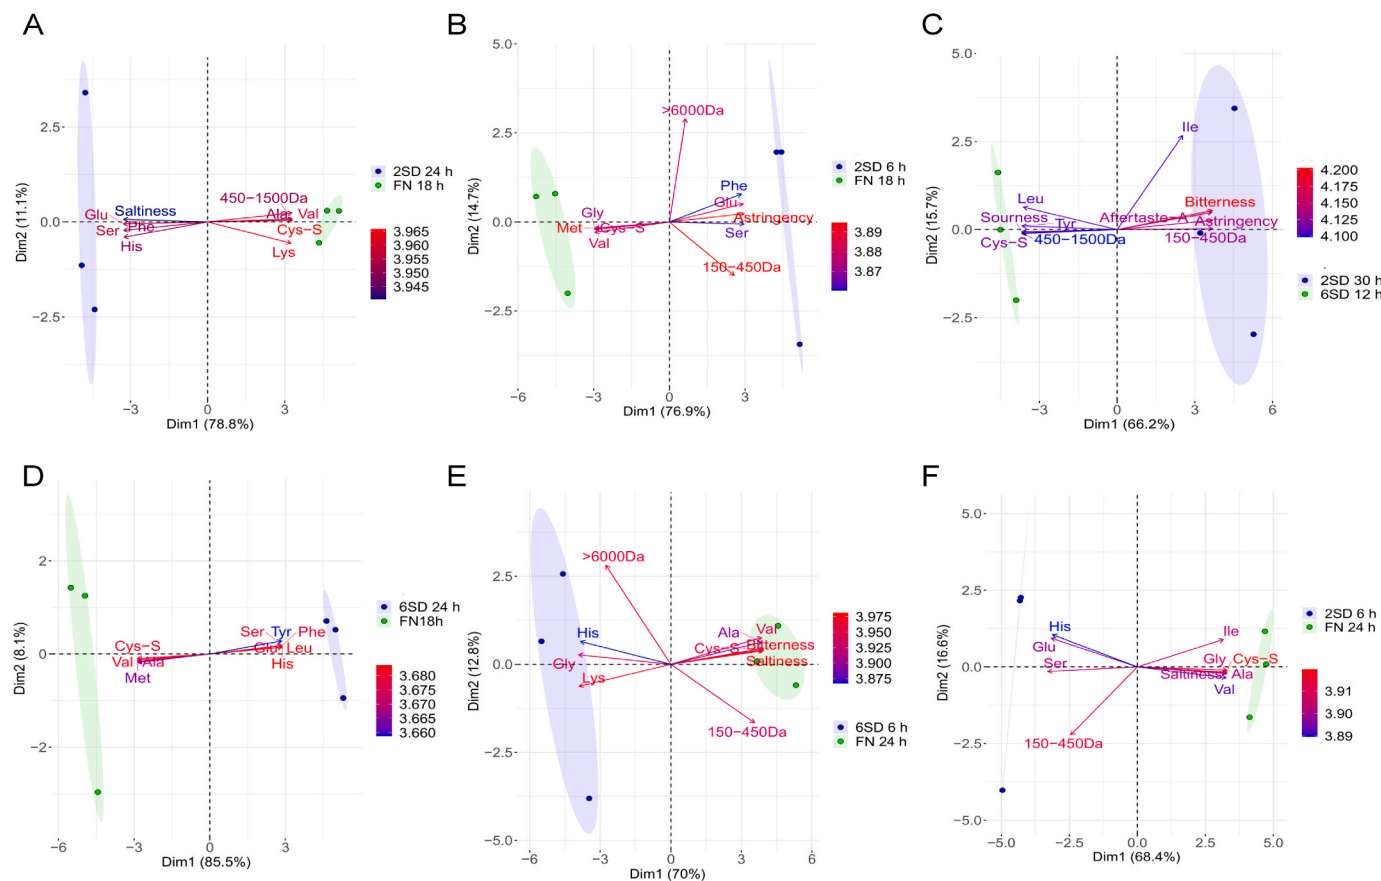 A
B
C
Dim2 (11.1%)
2.5
0.0
−2.5
−3
0
3
Dim1 (78.8%)
450−1500Da
Saltiness
Glu
Ala
Val
Ser
Phe
Cys−S
His
Lys
2SD 24 h
FN 18 h
3.965
3.960
3.955
3.950
3.945
Dim2 (14.7%)
5.0
2.5
0.0
−2.5
−6
−3
0
3
Dim1 (76.9%)
>6000Da
Phe
Glu
Gly
Astringency
Met
Cys−S
Ser
Val
150−450Da
2SD 6 h
FN 18 h
3.89
3.88
3.87
Dim2 (15.7%)
5.0
2.5
0.0
−2.5
−3
0
3
6
Dim1 (66.2%)
Ile
Leu
Bitterness
Sourness
Tyr
Aftertaste−A
Astringency
Cys−S
450−1500Da
150−450Da
4.200
4.175
4.150
4.125
4.100
2SD 30 h
6SD 12 h
D
E
F
Dim2 (8.1%)
2
0
−2
−6
−3
0
3
Dim1 (85.5%)
Cys−S
Ser
Tyr
Phe
Val
Ala
Glu
Leu
Met
His
6SD 24 h
FN18h
3.680
3.675
3.670
3.665
3.660
Dim2 (12.8%)
5.0
2.5
0.0
−2.5
−5.0
−6
−3
0
3
6
Dim1 (70%)
>6000Da
His
Ala
Val
Gly
Cys−S
Bitterness
Lys
Saltiness
150−450Da
3.975
3.950
3.925
3.900
3.875
6SD 6 h
FN 24 h
Dim2 (16.6%)
5.0
2.5
0.0
−2.5
−5.0
−5.0
−2.5
0.0
2.5
5.0
Dim1 (68.4%)
His
Glu
Ile
Ser
Gly
Cys−S
Saltiness
Ala
Val
150−450Da
2SD 6 h
FN 24 h
3.91
3.90
3.89